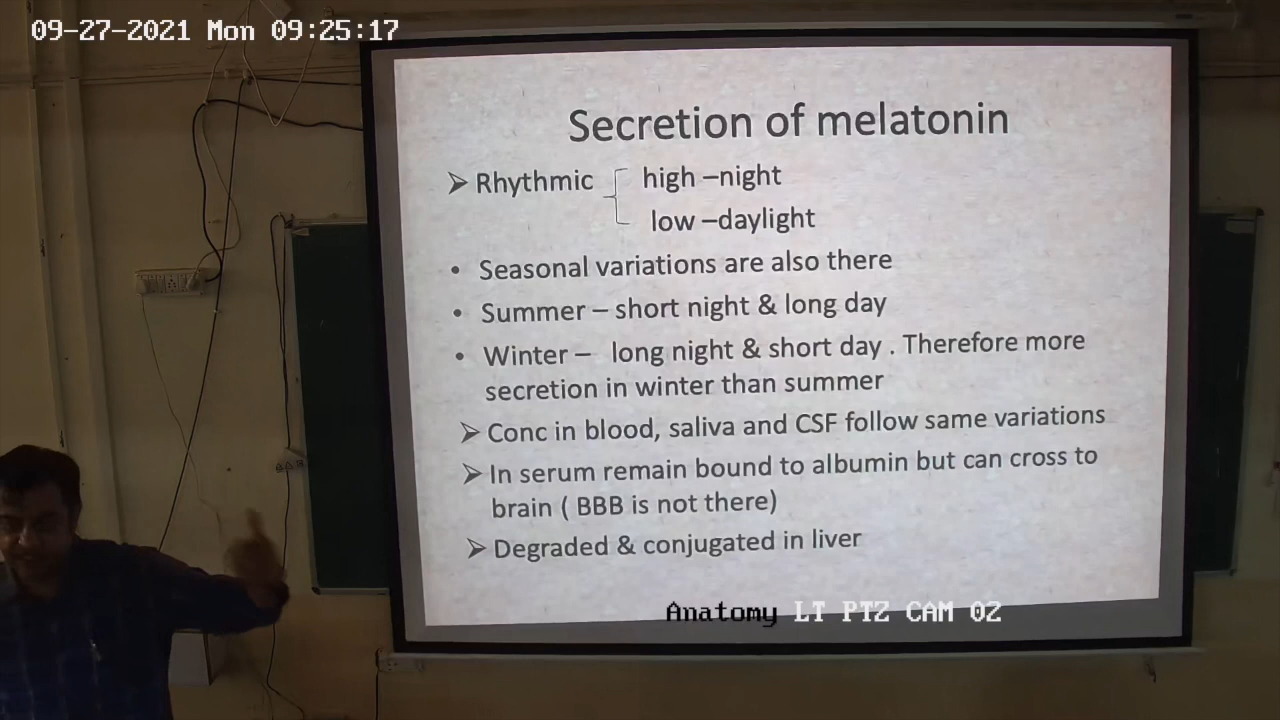 09-27-2021 Mon 09:25:17
Secretion of melatonin
➢ Rhythmic high –night
low –daylight
• Seasonal variations are also there
• Summer – short night & long day
• Winter – long night & short day . Therefore more
secretion in winter than summer
➢ Conc in blood, saliva and CSF follow same variations
➢ In serum remain bound to albumin but can cross to
brain ( BBB is not there)
➢ Degraded & conjugated in liver
Anatomy LT PTZ CAM 02